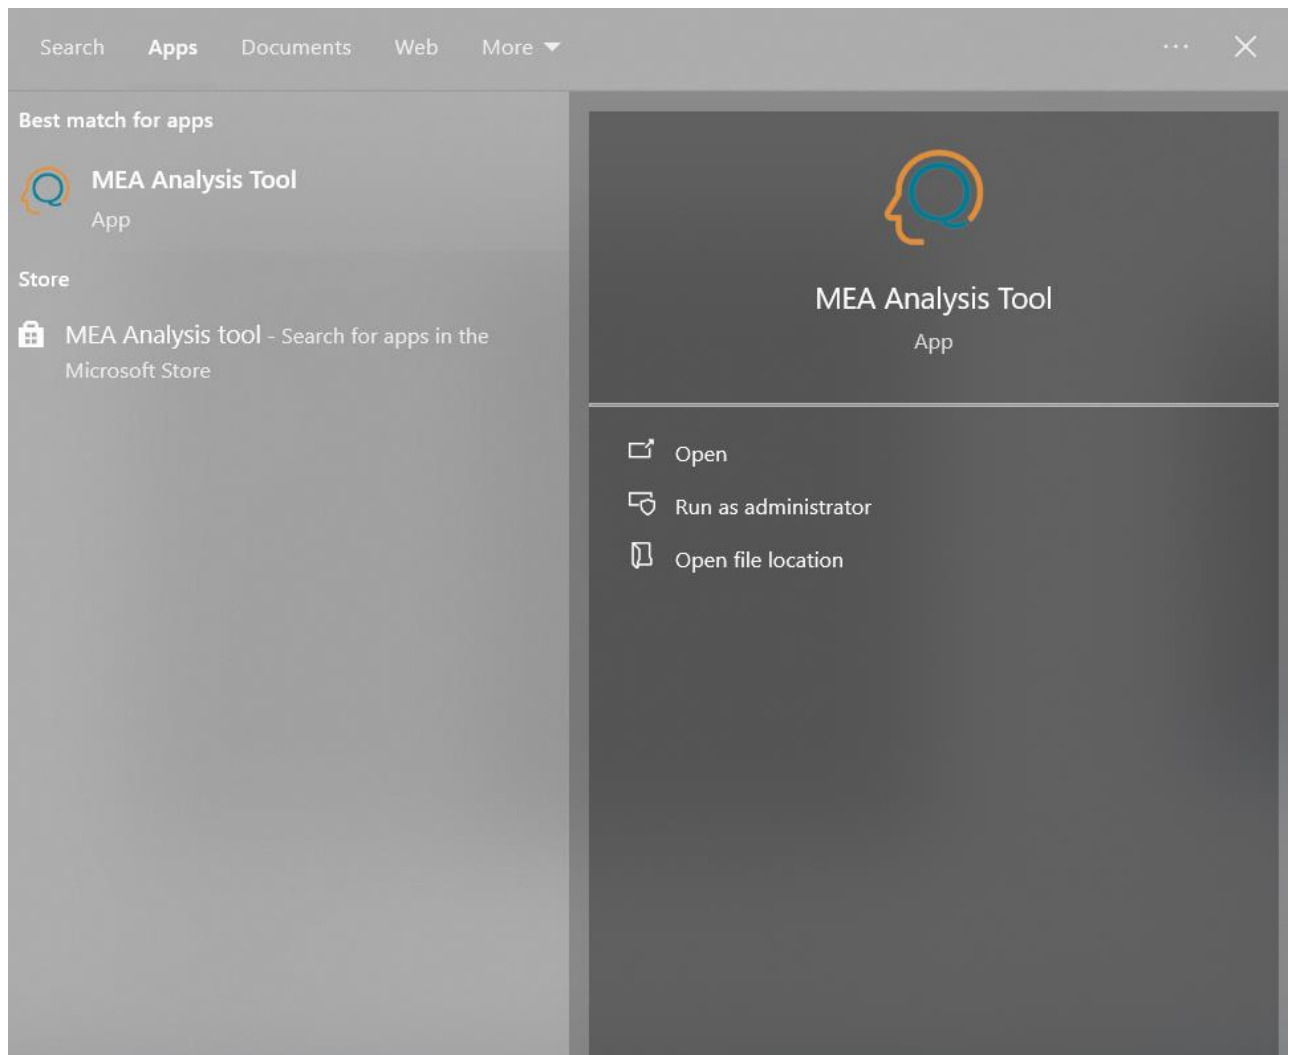 Search Apps Documents Web More
Best match for apps
MEA Analysis Tool
App
Store
MEA Analysis tool - Search for apps in the
Microsoft Store
MEA Analysis Tool
App
Open
Run as administrator
Open file location